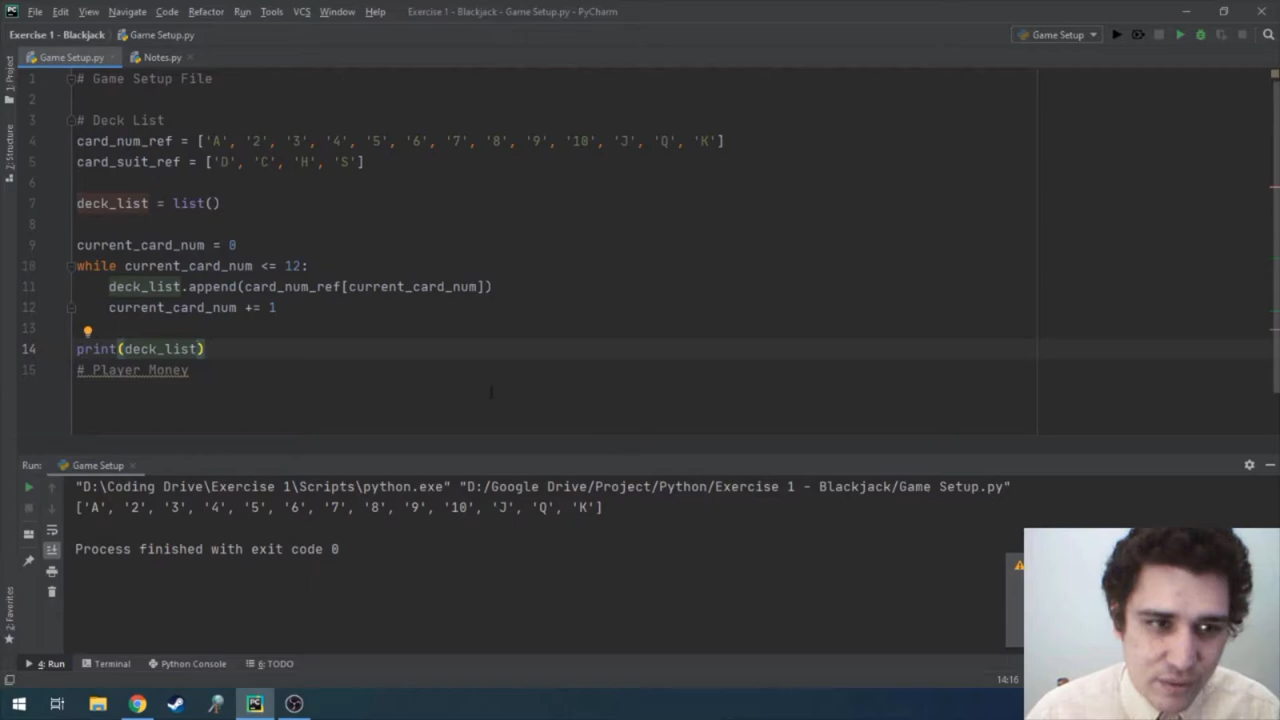 File Edit View Navigate Code Refactor Run Tools VCS Window Help Exercise 1 - Blackjack - Game Setup.py - PyCharm
Exercise 1 - Blackjack Game Setup.py Game Setup
Game Setup.py Notes.py
1: Project
Z: Structure
2: Favorites
1 # Game Setup File
2
3 # Deck List
4 card_num_ref = ['A', '2', '3', '4', '5', '6', '7', '8', '9', '10', 'J', 'Q', 'K']
5 card_suit_ref = ['D', 'C', 'H', 'S']
6
7 deck_list = list()
8
9 current_card_num = 0
10 while current_card_num <= 12:
11 deck_list.append(card_num_ref[current_card_num])
12 current_card_num += 1
13
14 print(deck_list)
15 # Player Money
Run: Game Setup
"D:\Coding Drive\Exercise 1\Scripts\python.exe" "D:/Google Drive/Project/Python/Exercise 1 - Blackjack/Game Setup.py"
['A', '2', '3', '4', '5', '6', '7', '8', '9', '10', 'J', 'Q', 'K']
Process finished with exit code 0
4: Run Terminal Python Console 6: TODO
14:16
PC